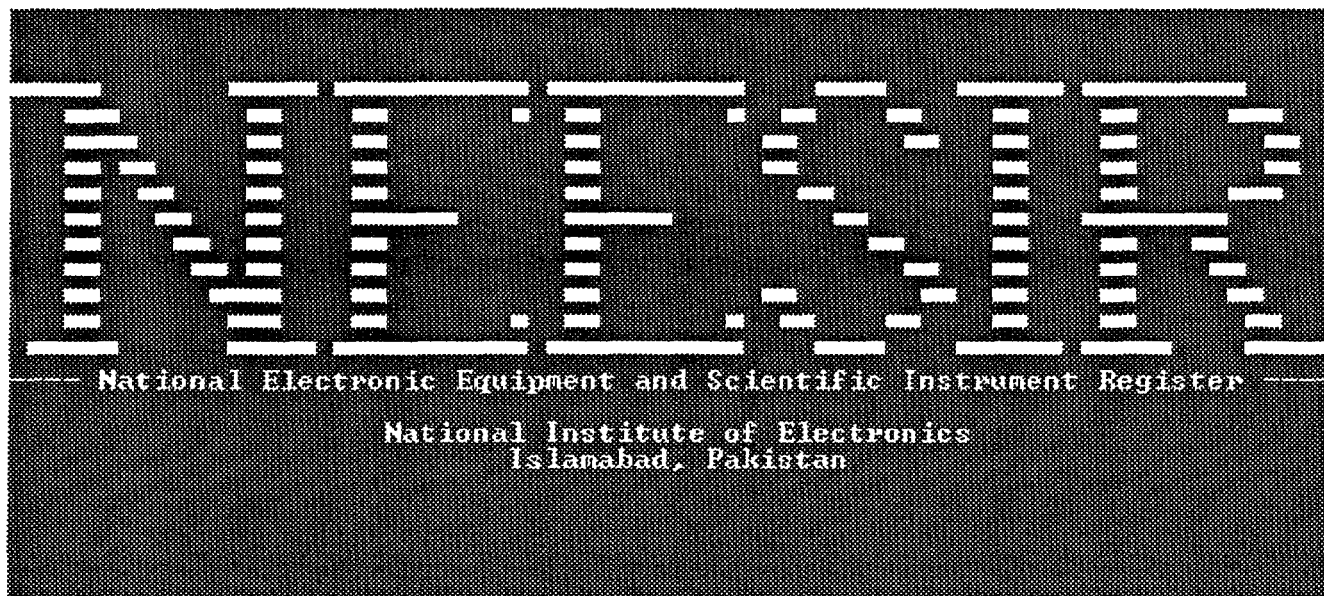 NEESIR
---- National Electronic Equipment and Scientific Instrument Register ----
National Institute of Electronics
Islamabad, Pakistan